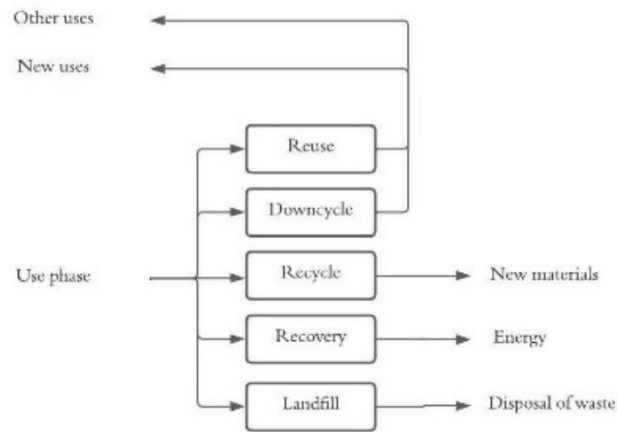 Other uses
New uses
Reuse
Downcycle
Use phase
Recycle
New materials
Recovery
Energy
Landfill
Disposal of waste